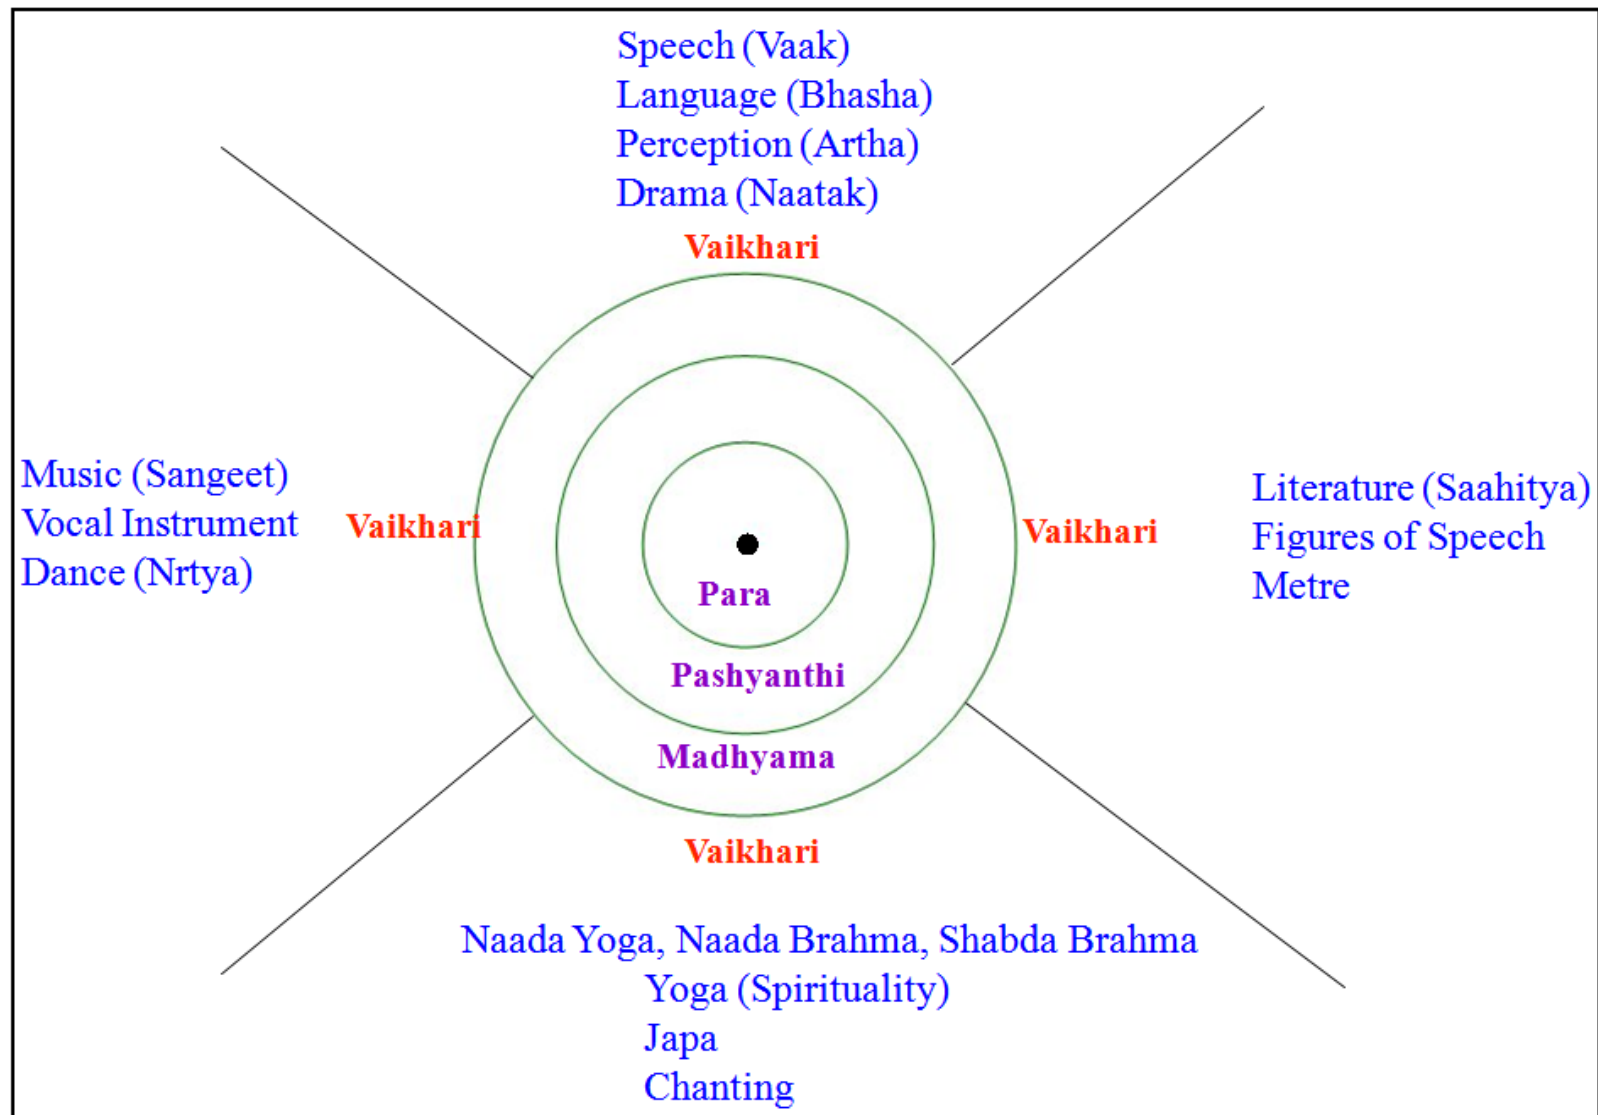 Speech (Vaak)
Language (Bhasha)
Perception (Artha)
Drama (Naatak)
Vaikhari
Music (Sangeet)
Vocal Instrument
Dance (Nrtya)
Vaikhari
Vaikhari
Literature (Saahitya)
Figures of Speech
Metre
Para
Pashyanthi
Madhyama
Vaikhari
Naada Yoga, Naada Brahma, Shabda Brahma
Yoga (Spirituality)
Japa
Chanting